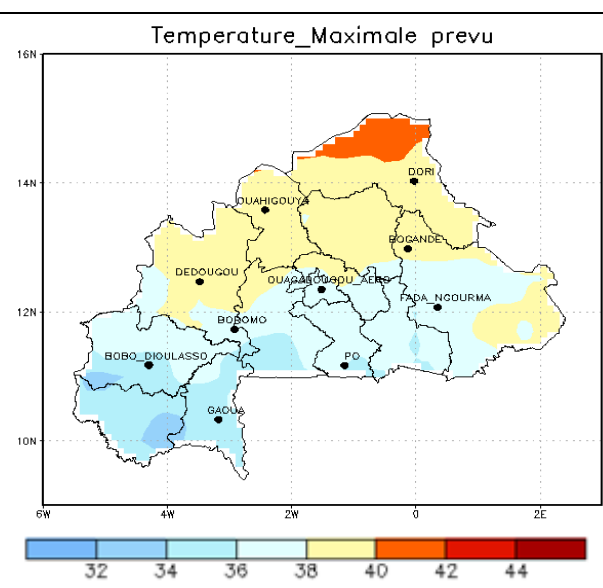 Temperature_Maximale prevu
16N
14N
DORI
OUAHIGOUYA
BOGANDE
DEDOUGOU
OUAGADOUGOU_AERO
12N
FADA_NGOURMA
BOROMO
BOBO_DIOULASSO
PO
GAOUA
10N
6W 4W 2W 0 2E
32 34 36 38 40 42 44